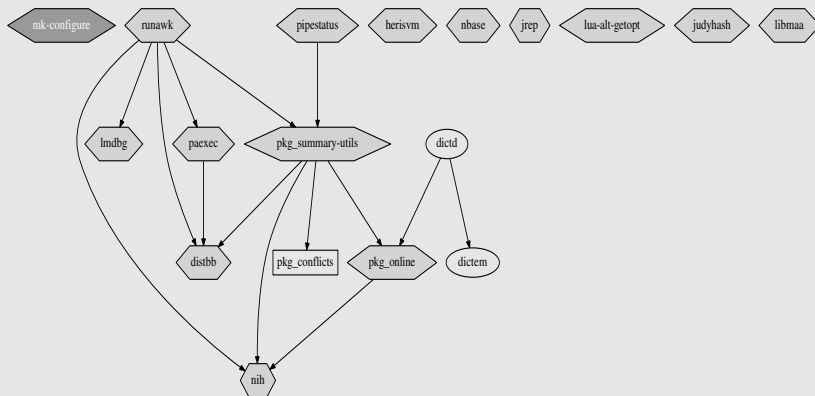 mk-configure
runawk
pipestatus
herisvm
nbase
jrep
lua-alt-getopt
judyhash
libmaa
lmdbg
paexec
pkg_summary-utils
dictd
distbb
pkg_conflicts
pkg_online
dictem
nih